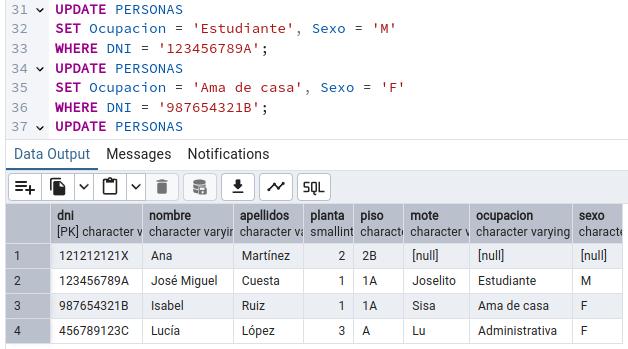 31 UPDATE PERSONAS
32 SET Ocupacion = 'Estudiante', Sexo = 'M'
33 WHERE DNI = '123456789A';
34 UPDATE PERSONAS
35 SET Ocupacion = 'Ama de casa', Sexo = 'F'
36 WHERE DNI = '987654321B';
37 UPDATE PERSONAS
Data Output Messages Notifications
SQL
dni nombre apellidos planta piso mote ocupacion sexo
[PK] character v character varyin character va smallint character v character v character varying characte
1 121212121X Ana Martínez 2 2B [null] [null] [null]
2 123456789A José Miguel Cuesta 1 1A Joselito Estudiante M
3 987654321B Isabel Ruiz 1 1A Sisa Ama de casa F
4 456789123C Lucía López 3 A Lu Administrativa F